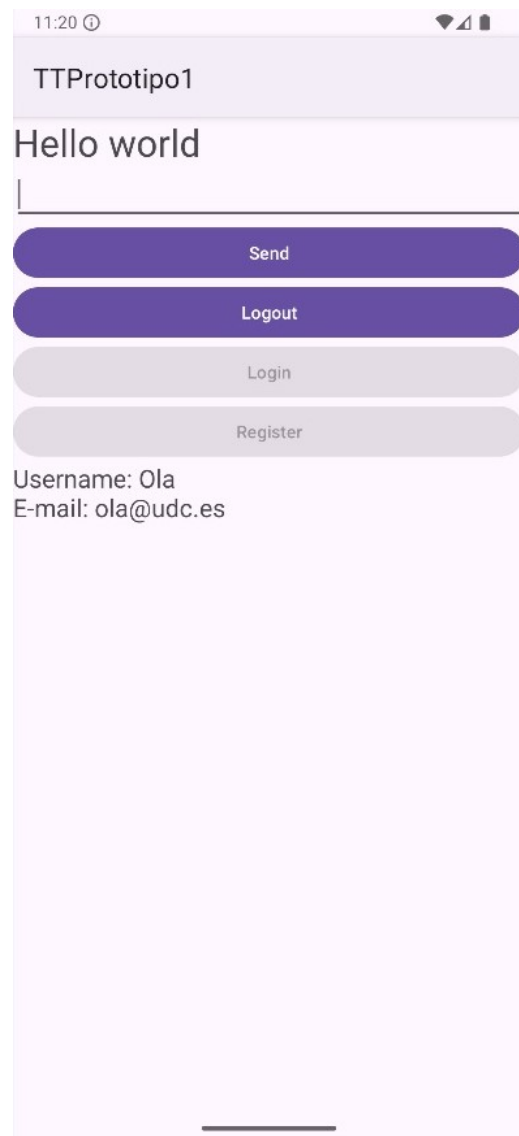 11:20
TTPrototipo1
Hello world
Send
Logout
Login
Register
Username: Ola
E-mail: ola@udc.es